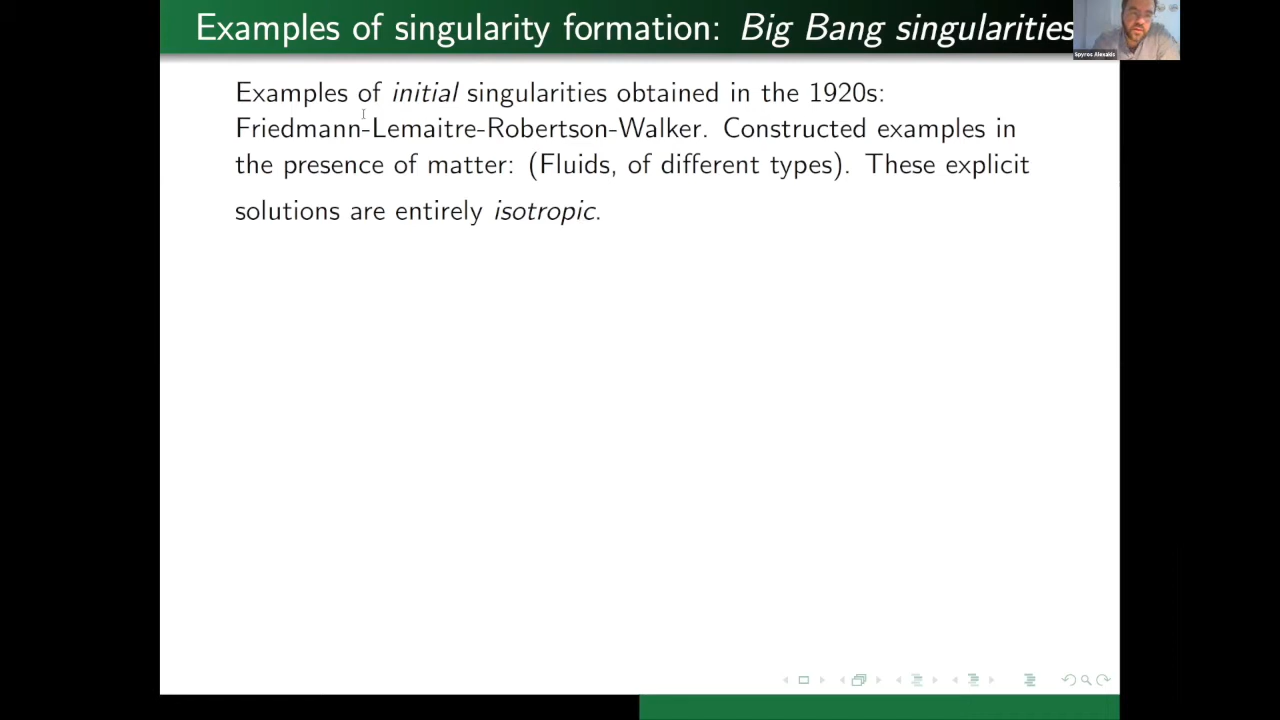 Examples of singularity formation: Big Bang singularities
Spyros Alexakis
Examples of initial singularities obtained in the 1920s:
Friedmann-Lemaitre-Robertson-Walker. Constructed examples in
the presence of matter: (Fluids, of different types). These explicit
solutions are entirely isotropic.